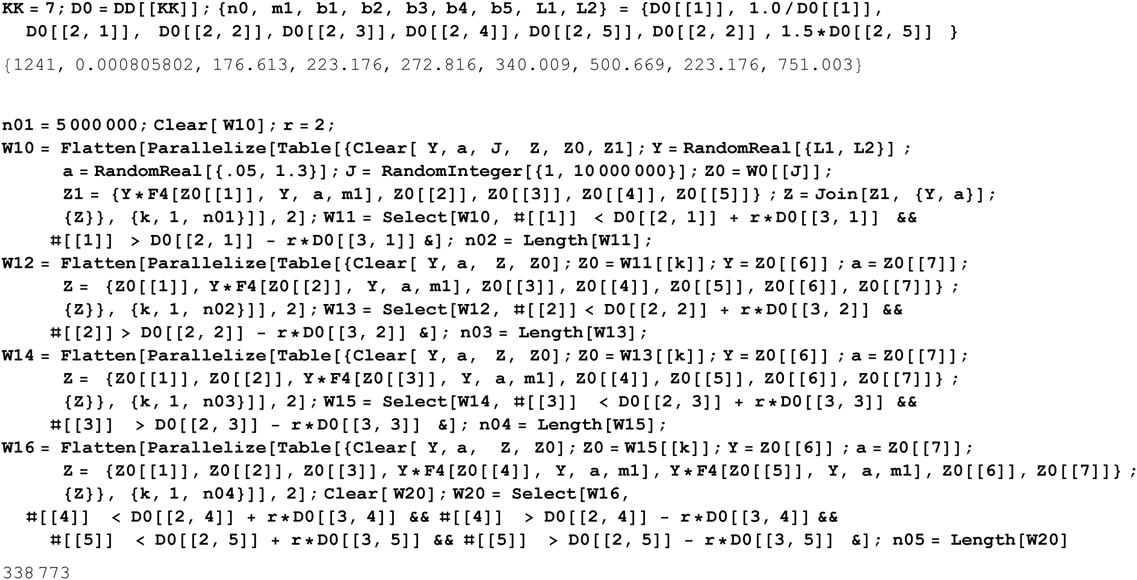 KK = 7; D0 = DD[[KK]]; {n0, m1, b1, b2, b3, b4, b5, L1, L2} = {D0[[1]], 1.0/D0[[1]],
D0[[2, 1]], D0[[2, 2]], D0[[2, 3]], D0[[2, 4]], D0[[2, 5]], D0[[2, 2]] , 1.5*D0[[2, 5]] }
{1241, 0.000805802, 176.613, 223.176, 272.816, 340.009, 500.669, 223.176, 751.003}
n01 = 5 000 000; Clear[ W10]; r = 2;
W10 = Flatten[Parallelize[Table[{Clear[ Y, a, J, Z, Z0, Z1]; Y = RandomReal[{L1, L2}] ;
a = RandomReal[{.05, 1.3}]; J = RandomInteger[{1, 10 000 000}]; Z0 = W0[[J]];
Z1 = {Y*F4[Z0[[1]], Y, a, m1], Z0[[2]], Z0[[3]], Z0[[4]], Z0[[5]]} ; Z = Join[Z1, {Y, a}];
{Z}}, {k, 1, n01}]], 2]; W11 = Select[W10, #[[1]] < D0[[2, 1]] + r*D0[[3, 1]] &&
#[[1]] > D0[[2, 1]] - r*D0[[3, 1]] &]; n02 = Length[W11];
W12 = Flatten[Parallelize[Table[{Clear[ Y, a, Z, Z0]; Z0 = W11[[k]]; Y = Z0[[6]] ; a = Z0[[7]];
Z = {Z0[[1]], Y*F4[Z0[[2]], Y, a, m1], Z0[[3]], Z0[[4]], Z0[[5]], Z0[[6]], Z0[[7]]} ;
{Z}}, {k, 1, n02}]], 2]; W13 = Select[W12, #[[2]] < D0[[2, 2]] + r*D0[[3, 2]] &&
#[[2]] > D0[[2, 2]] - r*D0[[3, 2]] &]; n03 = Length[W13];
W14 = Flatten[Parallelize[Table[{Clear[ Y, a, Z, Z0]; Z0 = W13[[k]]; Y = Z0[[6]] ; a = Z0[[7]];
Z = {Z0[[1]], Z0[[2]], Y*F4[Z0[[3]], Y, a, m1], Z0[[4]], Z0[[5]], Z0[[6]], Z0[[7]]} ;
{Z}}, {k, 1, n03}]], 2]; W15 = Select[W14, #[[3]] < D0[[2, 3]] + r*D0[[3, 3]] &&
#[[3]] > D0[[2, 3]] - r*D0[[3, 3]] &]; n04 = Length[W15];
W16 = Flatten[Parallelize[Table[{Clear[ Y, a, Z, Z0]; Z0 = W15[[k]]; Y = Z0[[6]] ; a = Z0[[7]];
Z = {Z0[[1]], Z0[[2]], Z0[[3]], Y*F4[Z0[[4]], Y, a, m1], Y*F4[Z0[[5]], Y, a, m1], Z0[[6]], Z0[[7]]} ;
{Z}}, {k, 1, n04}]], 2]; Clear[ W20]; W20 = Select[W16,
#[[4]] < D0[[2, 4]] + r*D0[[3, 4]] && #[[4]] > D0[[2, 4]] - r*D0[[3, 4]] &&
#[[5]] < D0[[2, 5]] + r*D0[[3, 5]] && #[[5]] > D0[[2, 5]] - r*D0[[3, 5]] &]; n05 = Length[W20]
338 773